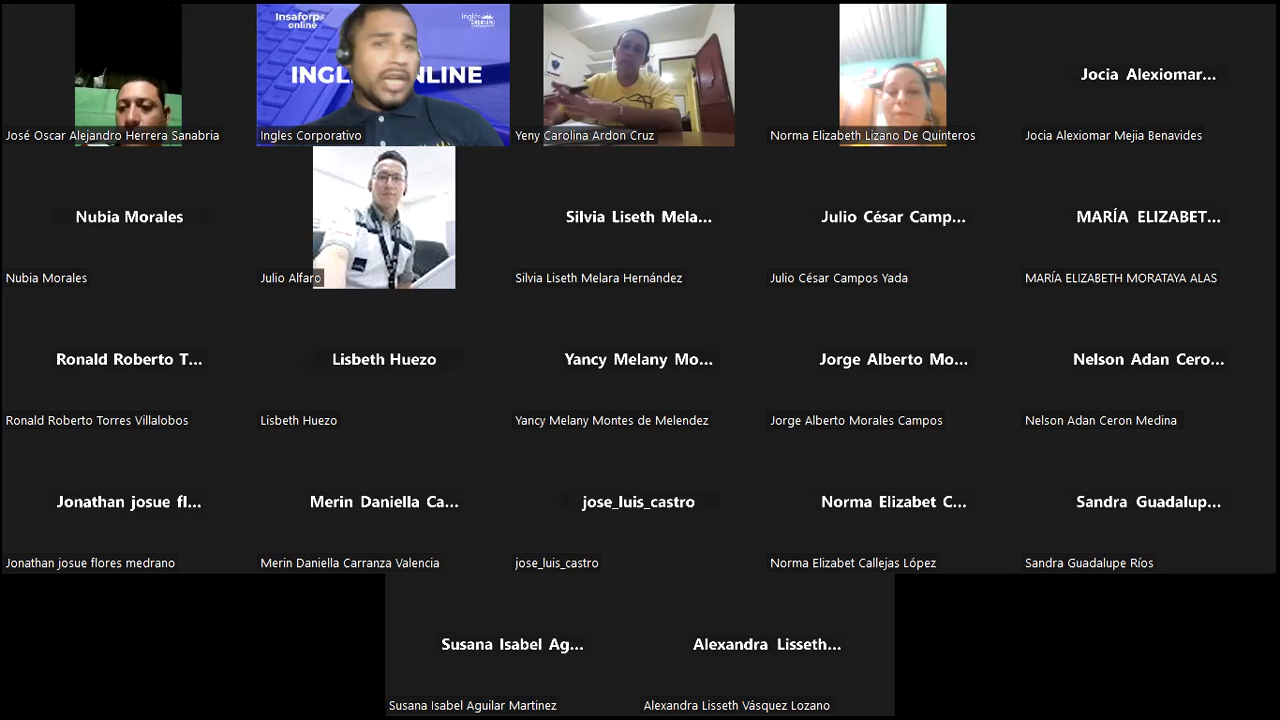 Insaforp
online
inglés
corporativo
INGL NLINE
Jocia Alexiomar...
José Oscar Alejandro Herrera Sanabria
Ingles Corporativo
Yeny Carolina Ardon Cruz
Norma Elizabeth Lizano De Quinteros
Jocia Alexiomar Mejia Benavides
Nubia Morales
Silvia Liseth Mela...
Julio César Camp...
MARÍA ELIZABET...
Nubia Morales
Julio Alfaro
Silvia Liseth Melara Hernández
Julio César Campos Yada
MARÍA ELIZABETH MORATAYA ALAS
Ronald Roberto T...
Lisbeth Huezo
Yancy Melany Mo...
Jorge Alberto Mo...
Nelson Adan Cero...
Ronald Roberto Torres Villalobos
Lisbeth Huezo
Yancy Melany Montes de Melendez
Jorge Alberto Morales Campos
Nelson Adan Ceron Medina
Jonathan josue fl...
Merin Daniella Ca...
jose_luis_castro
Norma Elizabet C...
Sandra Guadalup...
Jonathan josue flores medrano
Merin Daniella Carranza Valencia
jose_luis_castro
Norma Elizabet Callejas López
Sandra Guadalupe Ríos
Susana Isabel Ag...
Alexandra Lisseth...
Susana Isabel Aguilar Martinez
Alexandra Lisseth Vásquez Lozano